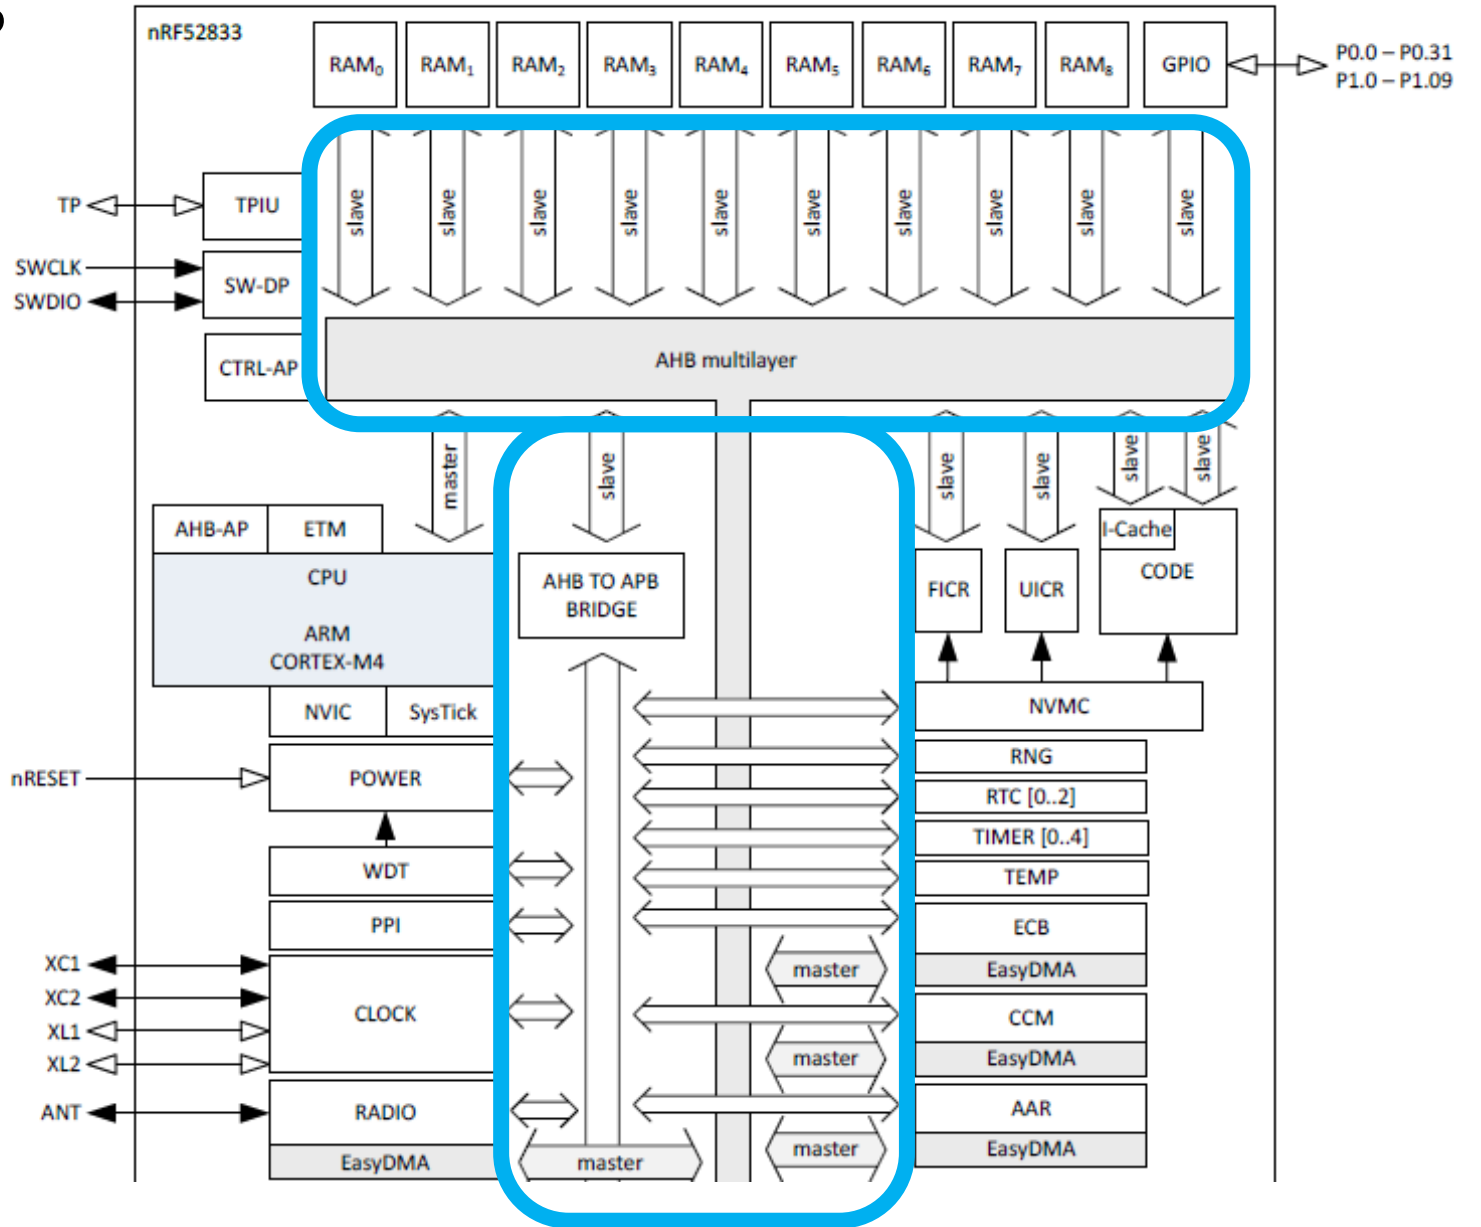 nRF52833
RAM0 RAM1 RAM2 RAM3 RAM4 RAM5 RAM6 RAM7 RAM8 GPIO
P0.0 – P0.31
P1.0 – P1.09
slave slave slave slave slave slave slave slave slave slave
TP TPIU
SWCLK
SW-DP
SWDIO
CTRL-AP
AHB multilayer
master slave slave slave slave slave
AHB-AP ETM
CPU
ARM
CORTEX-M4
NVIC SysTick
AHB TO APB
BRIDGE
FICR UICR
I-Cache
CODE
NVMC
RNG
RTC [0..2]
TIMER [0..4]
TEMP
ECB
master EasyDMA
CCM
master EasyDMA
AAR
master EasyDMA
nRESET POWER
WDT
PPI
XC1
XC2
XL1
XL2
CLOCK
ANT RADIO
EasyDMA master